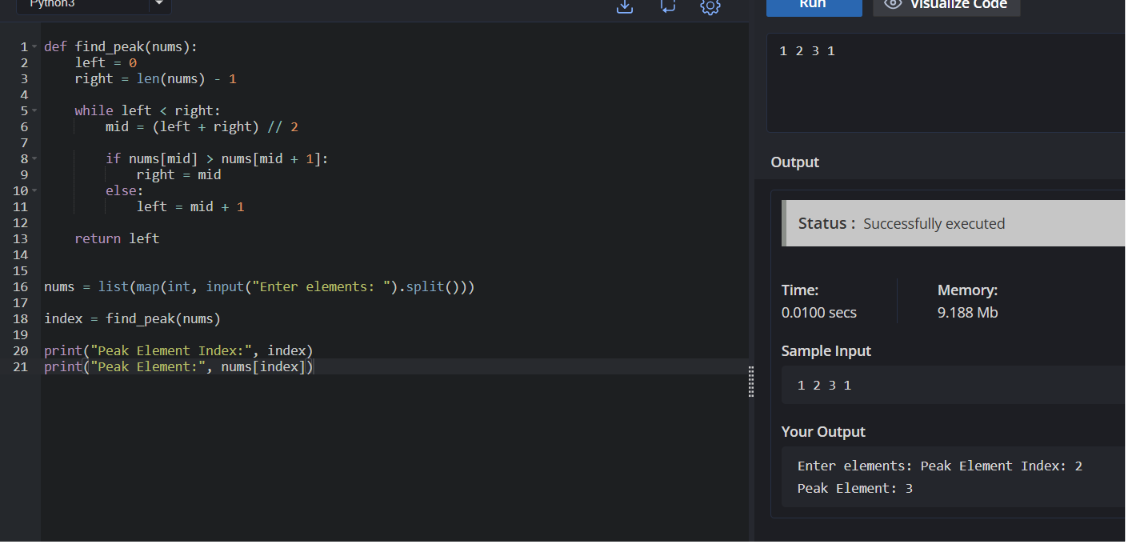 Python3
Run
Visualize Code
1 def find_peak(nums):
2     left = 0
3     right = len(nums) - 1
4
5     while left < right:
6         mid = (left + right) // 2
7
8         if nums[mid] > nums[mid + 1]:
9             right = mid
10         else:
11             left = mid + 1
12
13     return left
14
15
16 nums = list(map(int, input("Enter elements: ").split()))
17
18 index = find_peak(nums)
19
20 print("Peak Element Index:", index)
21 print("Peak Element:", nums[index])
1 2 3 1
Output
Status : Successfully executed
Time:
0.0100 secs
Memory:
9.188 Mb
Sample Input
1 2 3 1
Your Output
Enter elements: Peak Element Index: 2
Peak Element: 3